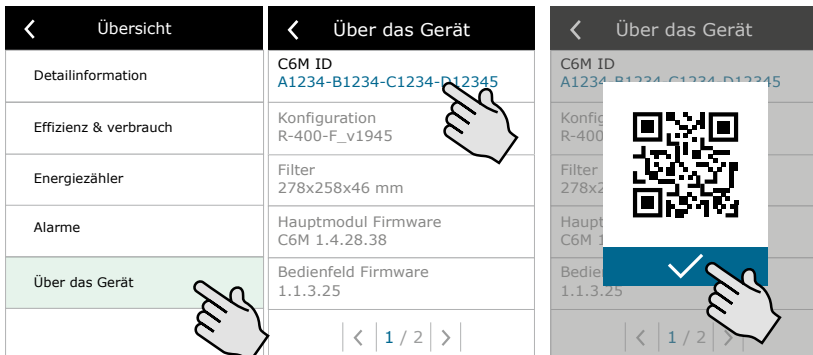 Übersicht
Detailinformation
Effizienz & verbrauch
Energiezähler
Alarme
Über das Gerät
Über das Gerät
C6M ID
A1234-B1234-C1234-D12345
Konfiguration
R-400-F_v1945
Filter
278x258x46 mm
Hauptmodul Firmware
C6M 1.4.28.38
Bedienfeld Firmware
1.1.3.25
1 / 2
Über das Gerät
C6M ID
A1234-B1234-C1234-D12345
Konfig
R-400
Filter
278x2
Haupt
C6M 1
Bedie
1.1.3.25
1 / 2